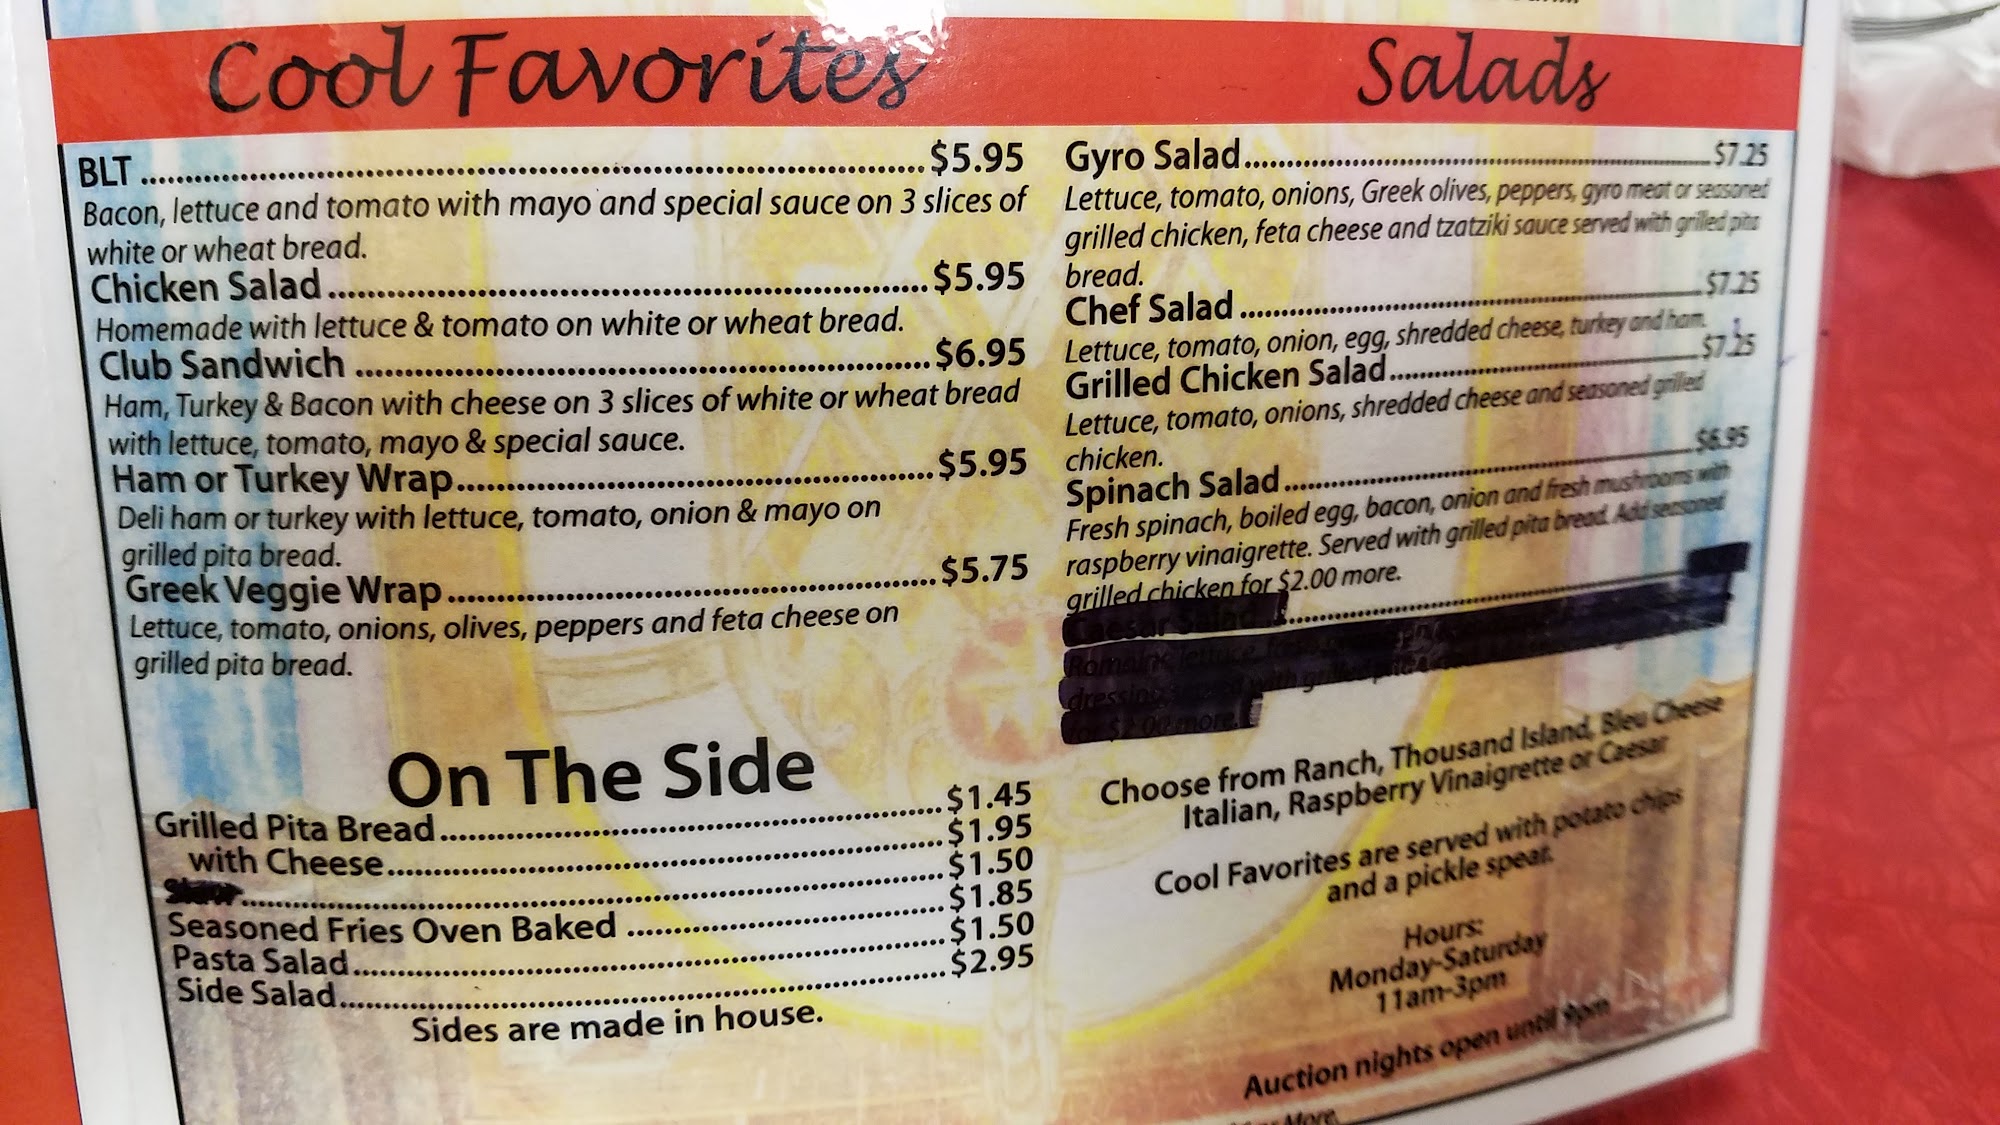 Cool Favorites
BLT $5.95
Bacon, lettuce and tomato with mayo and special sauce on 3 slices of
white or wheat bread.
Chicken Salad $5.95
Homemade with lettuce & tomato on white or wheat bread.
Club Sandwich $6.95
Ham, Turkey & Bacon with cheese on 3 slices of white or wheat bread
with lettuce, tomato, mayo & special sauce.
Ham or Turkey Wrap $5.95
Deli ham or turkey with lettuce, tomato, onion & mayo on
grilled pita bread.
Greek Veggie Wrap $5.75
Lettuce, tomato, onions, olives, peppers and feta cheese on
grilled pita bread.
On The Side
Grilled Pita Bread $1.45
with Cheese $1.95
$1.50
Seasoned Fries Oven Baked $1.85
Pasta Salad $1.50
Side Salad $2.95
Sides are made in house.
Salads
Gyro Salad $7.25
Lettuce, tomato, onions, Greek olives, peppers, gyro meat or seasoned
grilled chicken, feta cheese and tzatziki sauce served with grilled pita
bread.
Chef Salad $7.25
Lettuce, tomato, onion, egg, shredded cheese, turkey and ham.
Grilled Chicken Salad $7.25
Lettuce, tomato, onions, shredded cheese and seasoned grilled
chicken.
Spinach Salad $6.95
Fresh spinach, boiled egg, bacon, onion and fresh mushrooms with
raspberry vinaigrette. Served with grilled pita bread. Add seasoned
grilled chicken for $2.00 more.
Caesar Salad
Romaine lettuce,
dressing with grilled
for $2.00 more.
Choose from Ranch, Thousand Island, Bleu Cheese
Italian, Raspberry Vinaigrette or Caesar
Cool Favorites are served with potato chips
and a pickle spear.
Hours:
Monday-Saturday
11am-3pm
Auction nights open until 9pm
More.